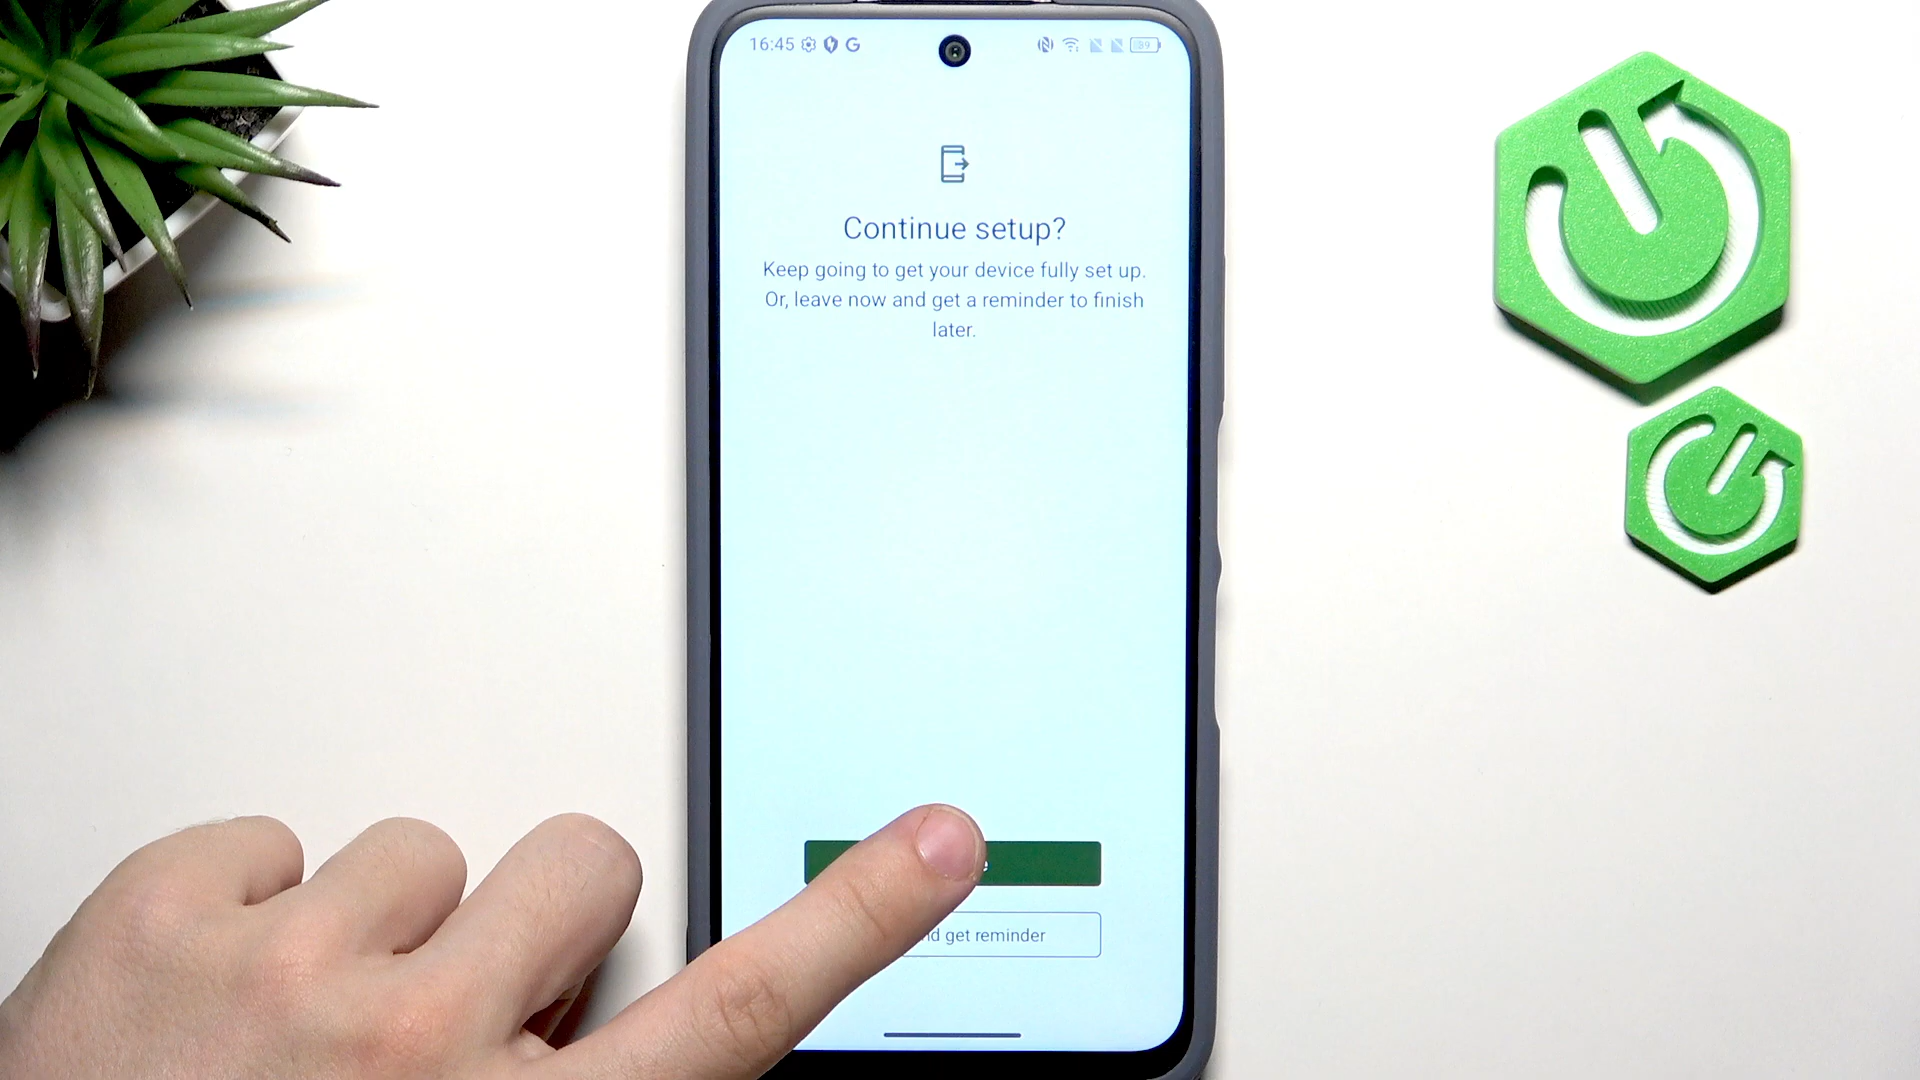 16:45 G 89
Continue setup?
Keep going to get your device fully set up.
Or, leave now and get a reminder to finish
later.
get reminder